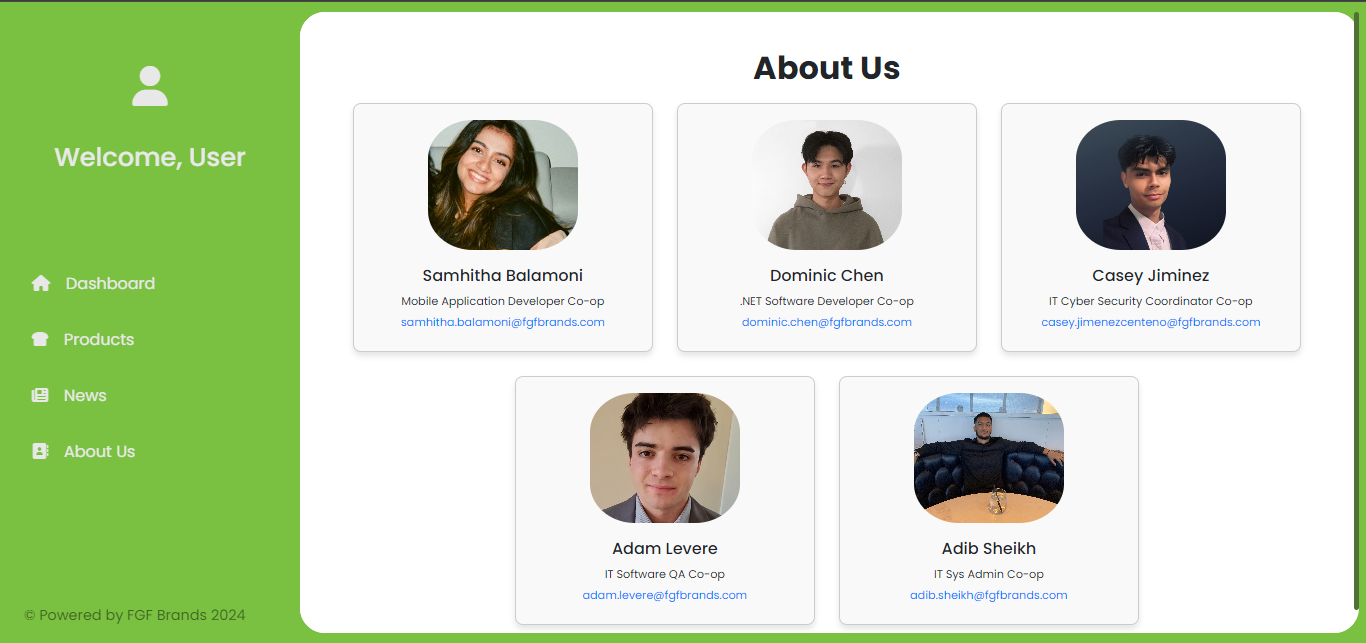 Welcome, User
Dashboard
Products
News
About Us
© Powered by FGF Brands 2024
About Us
Samhitha Balamoni
Mobile Application Developer Co-op
samhitha.balamoni@fgfbrands.com
Dominic Chen
.NET Software Developer Co-op
dominic.chen@fgfbrands.com
Casey Jiminez
IT Cyber Security Coordinator Co-op
casey.jimenezcenteno@fgfbrands.com
Adam Levere
IT Software QA Co-op
adam.levere@fgfbrands.com
Adib Sheikh
IT Sys Admin Co-op
adib.sheikh@fgfbrands.com